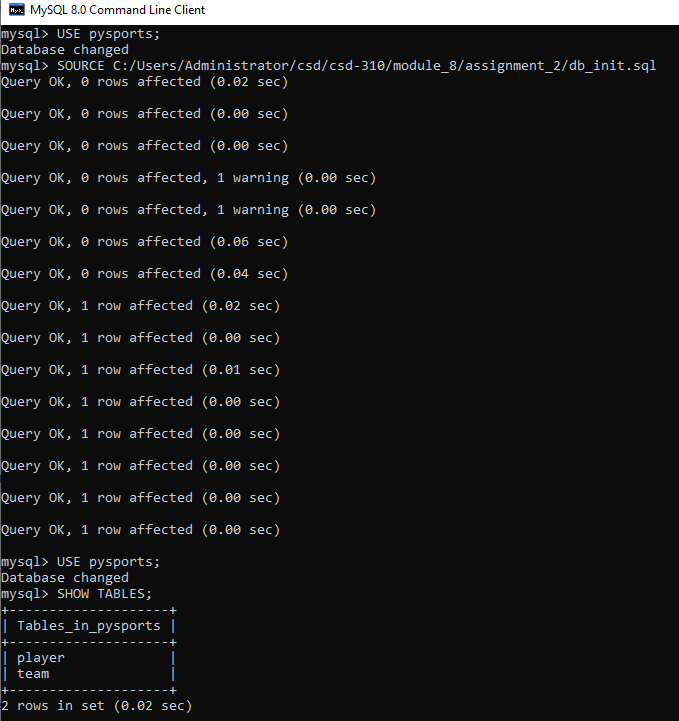 MySQL 8.0 Command Line Client
mysql> USE pysports;
Database changed
mysql> SOURCE C:/Users/Administrator/csd/csd-310/module_8/assignment_2/db_init.sql
Query OK, 0 rows affected (0.02 sec)
Query OK, 0 rows affected (0.00 sec)
Query OK, 0 rows affected (0.00 sec)
Query OK, 0 rows affected, 1 warning (0.00 sec)
Query OK, 0 rows affected, 1 warning (0.00 sec)
Query OK, 0 rows affected (0.06 sec)
Query OK, 0 rows affected (0.04 sec)
Query OK, 1 row affected (0.02 sec)
Query OK, 1 row affected (0.00 sec)
Query OK, 1 row affected (0.01 sec)
Query OK, 1 row affected (0.00 sec)
Query OK, 1 row affected (0.00 sec)
Query OK, 1 row affected (0.00 sec)
Query OK, 1 row affected (0.00 sec)
Query OK, 1 row affected (0.00 sec)
mysql> USE pysports;
Database changed
mysql> SHOW TABLES;
+--------------------+
| Tables_in_pysports |
+--------------------+
| player             |
| team               |
+--------------------+
2 rows in set (0.02 sec)